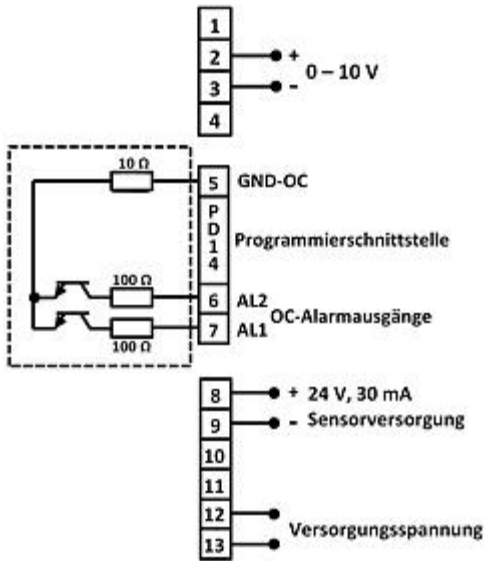 1
2 +
0 – 10 V
3 -
4
10 Ω
5 GND-OC
P
D
1
4
Programmierschnittstelle
100 Ω
6 AL2
OC-Alarmausgänge
7 AL1
100 Ω
8 + 24 V, 30 mA
9 - Sensorversorgung
10
11
12
Versorgungsspannung
13